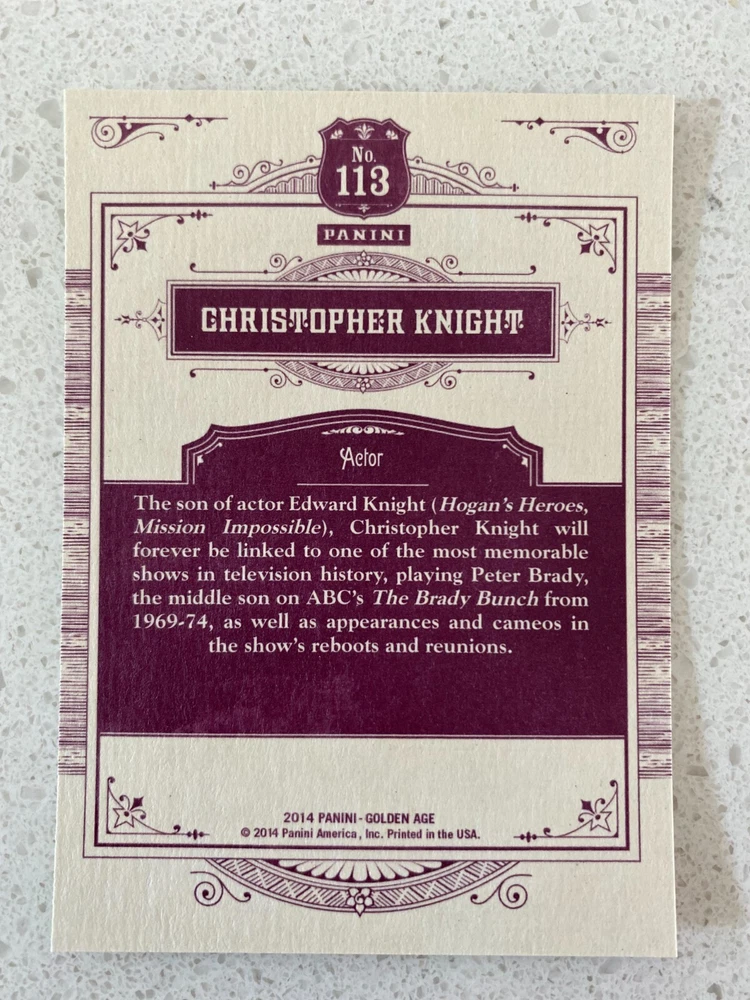 No.
113
PANINI
CHRISTOPHER KNIGHT
Actor
The son of actor Edward Knight (Hogan's Heroes,
Mission Impossible), Christopher Knight will
forever be linked to one of the most memorable
shows in television history, playing Peter Brady,
the middle son on ABC's The Brady Bunch from
1969-74, as well as appearances and cameos in
the show's reboots and reunions.
2014 PANINI - GOLDEN AGE
© 2014 Panini America, Inc. Printed in the USA.